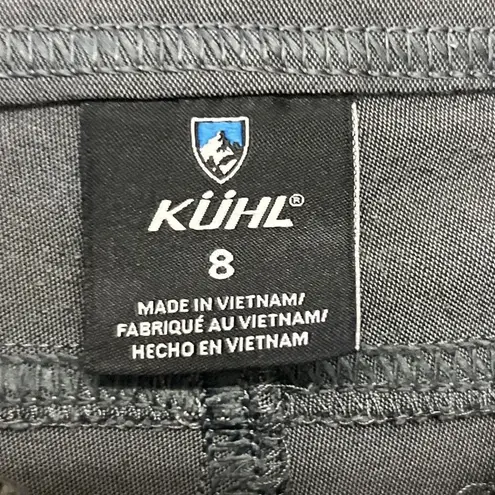 KÜHL®
8
MADE IN VIETNAM/
FABRIQUÉ AU VIETNAM/
HECHO EN VIETNAM